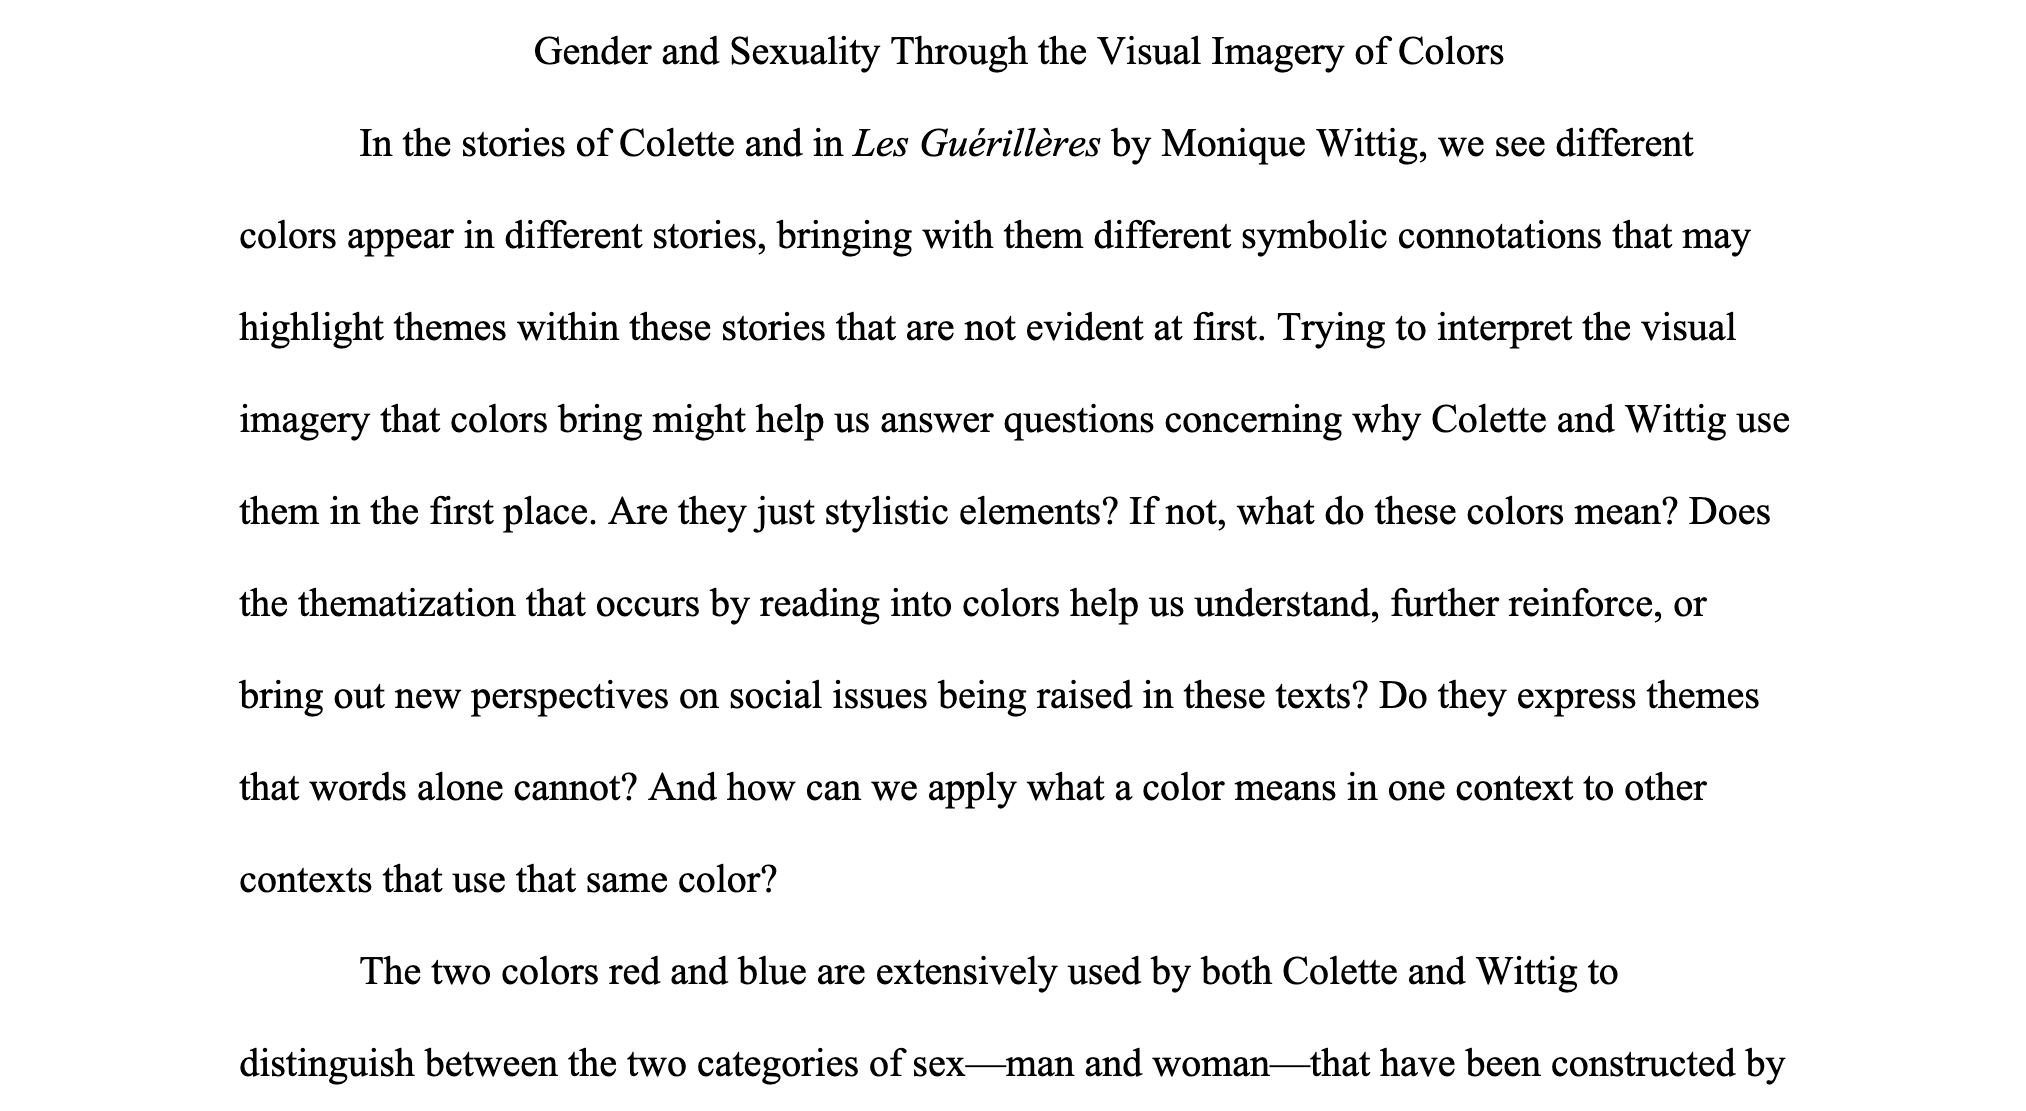 Gender and Sexuality Through the Visual Imagery of Colors
In the stories of Colette and in Les Guérillères by Monique Wittig, we see different
colors appear in different stories, bringing with them different symbolic connotations that may
highlight themes within these stories that are not evident at first. Trying to interpret the visual
imagery that colors bring might help us answer questions concerning why Colette and Wittig use
them in the first place. Are they just stylistic elements? If not, what do these colors mean? Does
the thematization that occurs by reading into colors help us understand, further reinforce, or
bring out new perspectives on social issues being raised in these texts? Do they express themes
that words alone cannot? And how can we apply what a color means in one context to other
contexts that use that same color?
The two colors red and blue are extensively used by both Colette and Wittig to
distinguish between the two categories of sex—man and woman—that have been constructed by